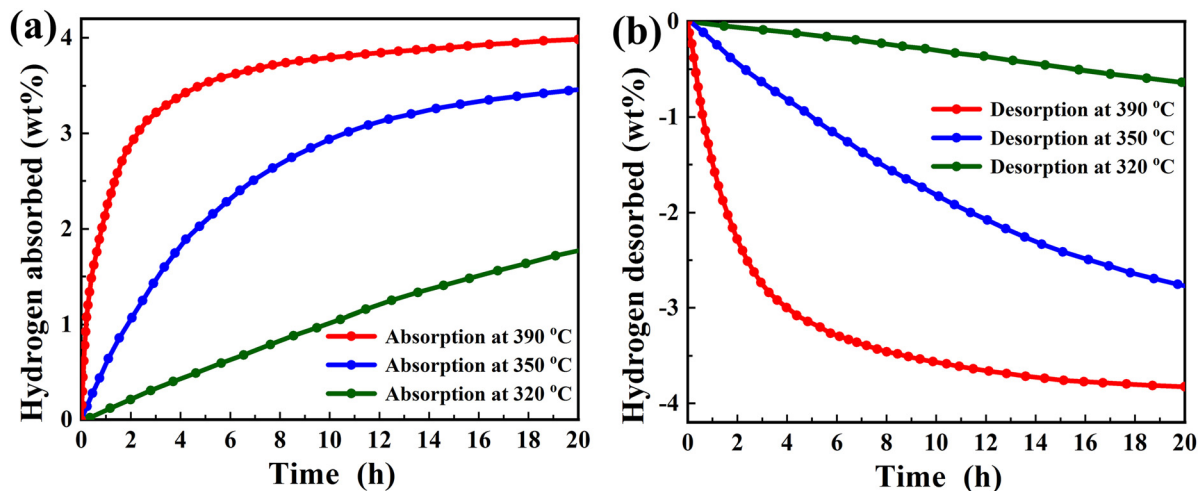 (a)
Hydrogen absorbed (wt%)
4
3
2
1
0
Absorption at 390 °C
Absorption at 350 °C
Absorption at 320 °C
0 2 4 6 8 10 12 14 16 18 20
Time (h)
(b)
Hydrogen desorbed (wt%)
0
-1
-2
-3
-4
Desorption at 390 °C
Desorption at 350 °C
Desorption at 320 °C
0 2 4 6 8 10 12 14 16 18 20
Time (h)